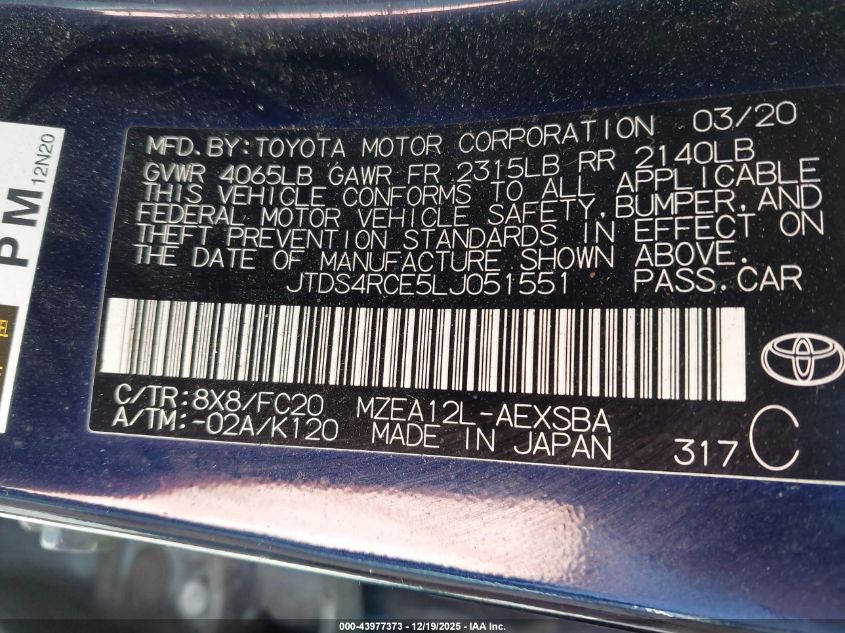 MFD.BY:TOYOTA MOTOR CORPORATION 03/20
GVWR 4065LB GAWR FR 2315LB RR 2140LB
THIS VEHICLE CONFORMS TO ALL APPLICABLE
FEDERAL MOTOR VEHICLE SAFETY,BUMPER,AND
THEFT PREVENTION STANDARDS IN EFFECT ON
THE DATE OF MANUFACTURE SHOWN ABOVE.
JTDS4RCE5LJ051551 PASS.CAR
C/TR:8X8/FC20 MZEA12L-AEXSBA
A/TM:-02A/K120 MADE IN JAPAN 317 C
PM
12N20
000-43977373 - 12/19/2025 - IAA Inc.